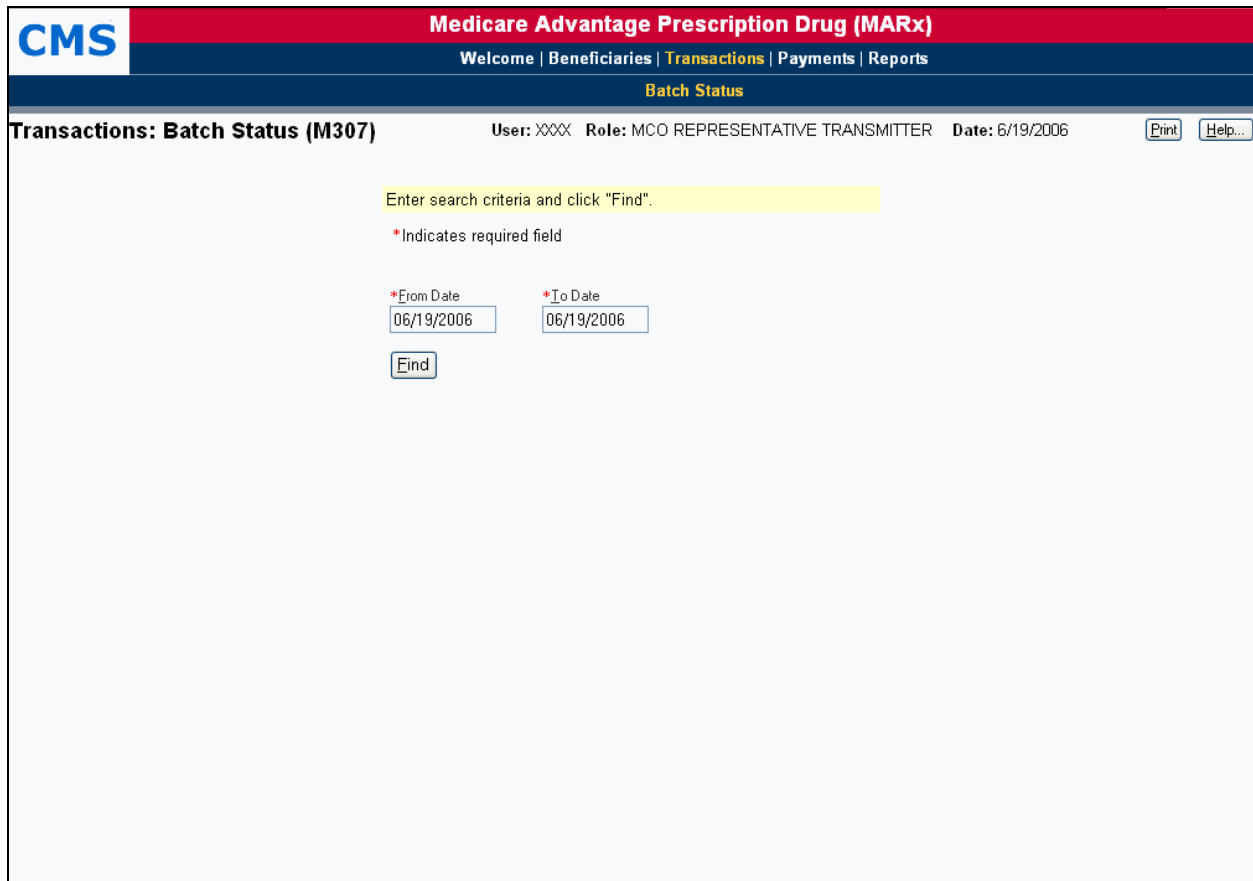 CMS
Medicare Advantage Prescription Drug (MARx)
Welcome | Beneficiaries | Transactions | Payments | Reports
Batch Status
Transactions: Batch Status (M307) User: XXXX Role: MCO REPRESENTATIVE TRANSMITTER Date: 6/19/2006 Print Help...
Enter search criteria and click "Find".
*Indicates required field
*From Date *To Date
06/19/2006 06/19/2006
Find